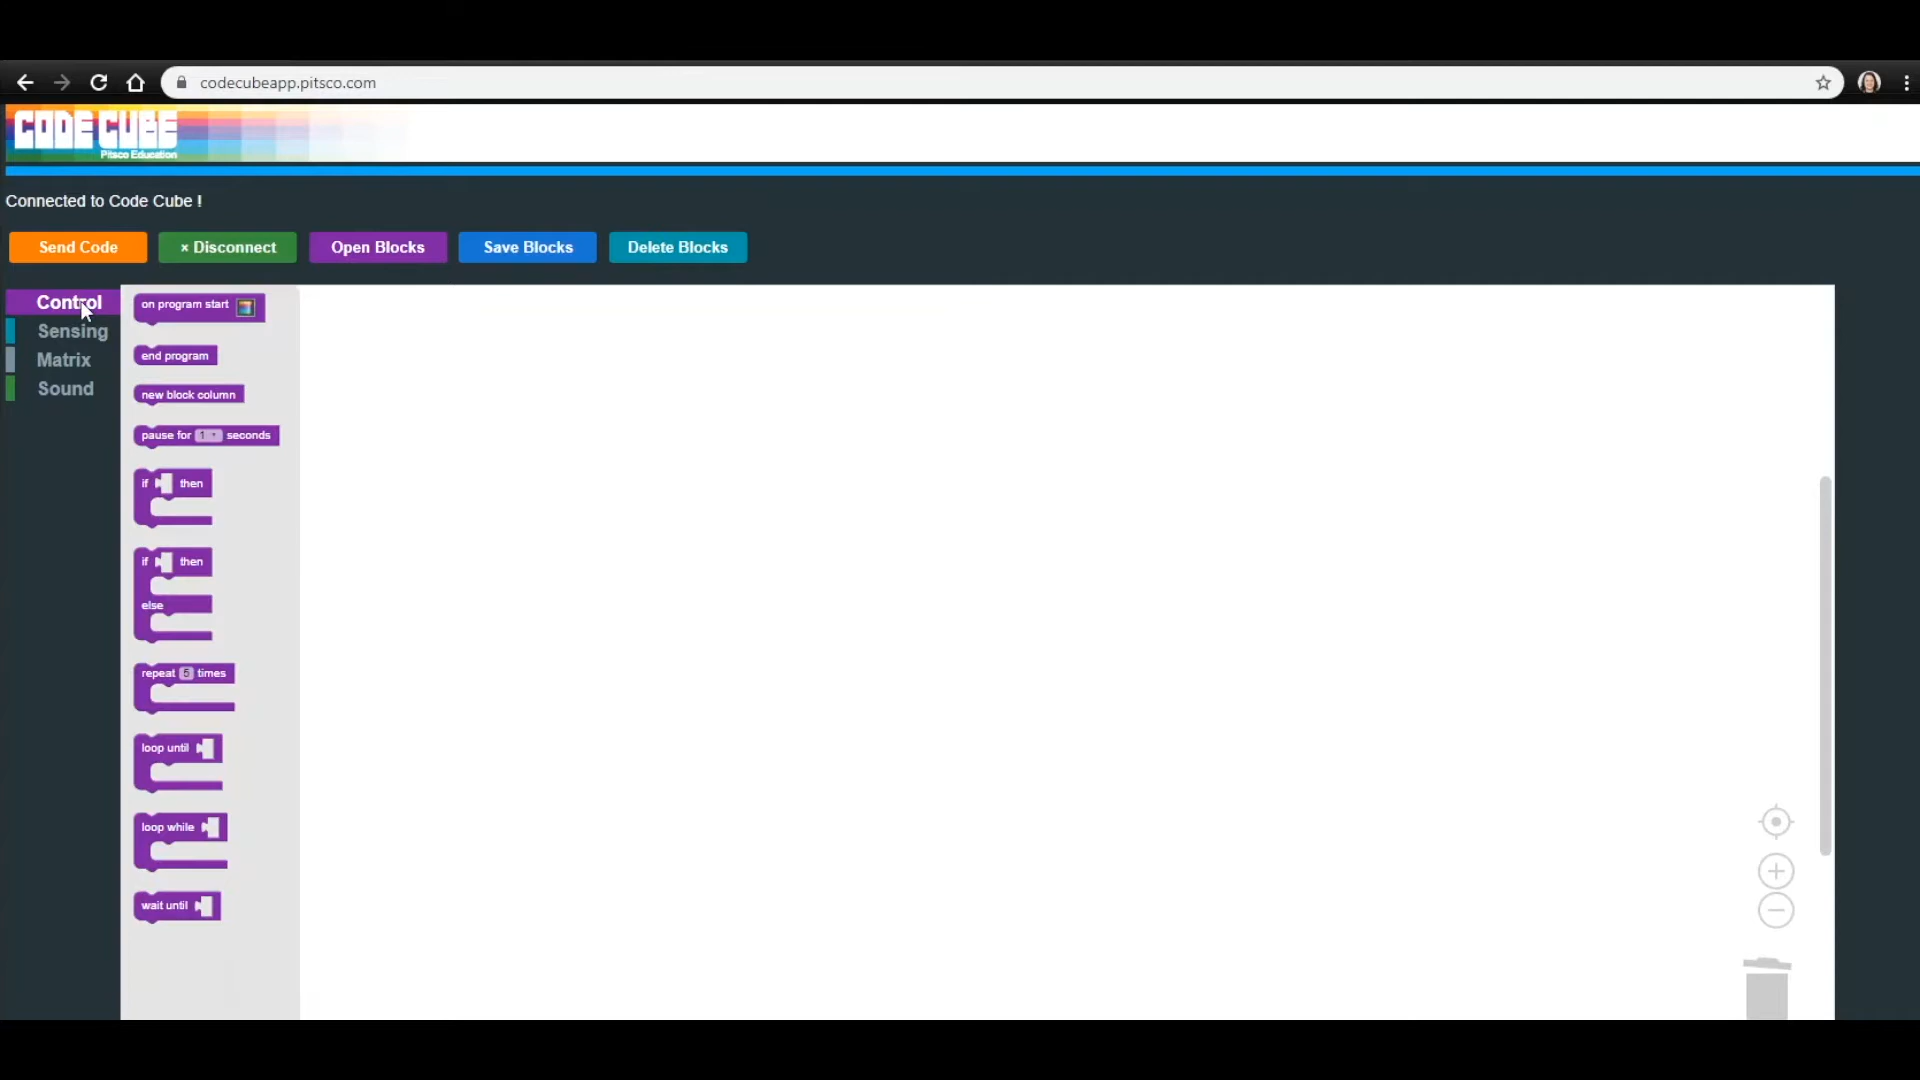 codecubeapp.pitsco.com
CODE CUBE
Pitsco Education
Connected to Code Cube !
Send Code
× Disconnect
Open Blocks
Save Blocks
Delete Blocks
Control
Sensing
Matrix
Sound
on program start
end program
new block column
pause for 1 seconds
if then
if then
else
repeat 5 times
loop until
loop while
wait until